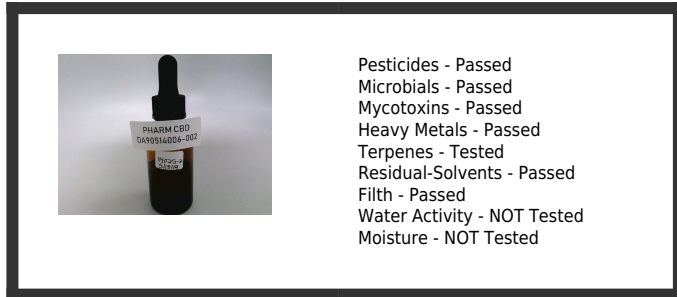 PHARM CBD
DA90514006-002
Pesticides - Passed
Microbials - Passed
Mycotoxins - Passed
Heavy Metals - Passed
Terpenes - Tested
Residual-Solvents - Passed
Filth - Passed
Water Activity - NOT Tested
Moisture - NOT Tested